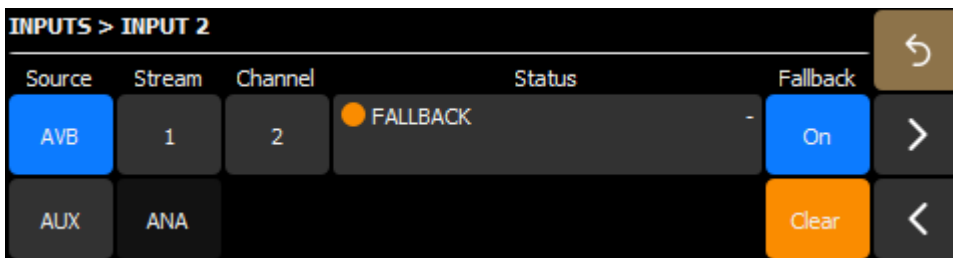 INPUTS > INPUT 2
Source Stream Channel Status Fallback
AVB 1 2 FALLBACK - On
AUX ANA Clear